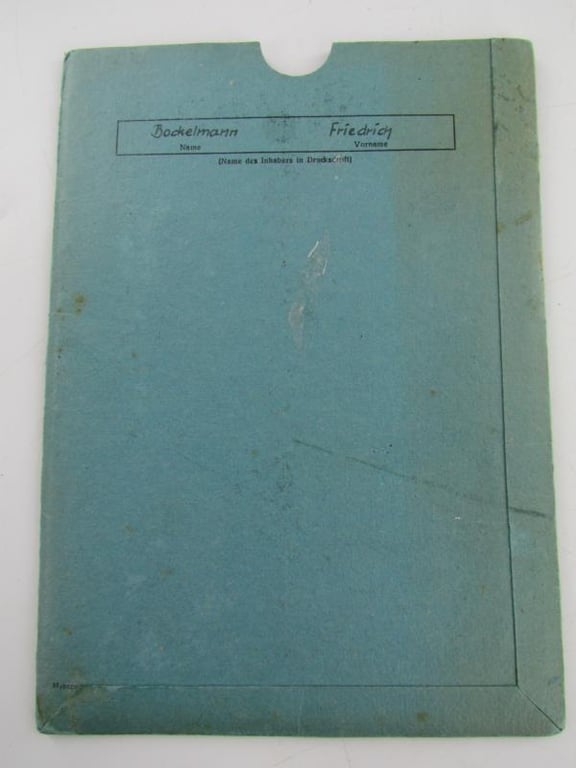 Bockelmann Friedrich
Name Vorname
(Name des Inhabers in Druckschrift)